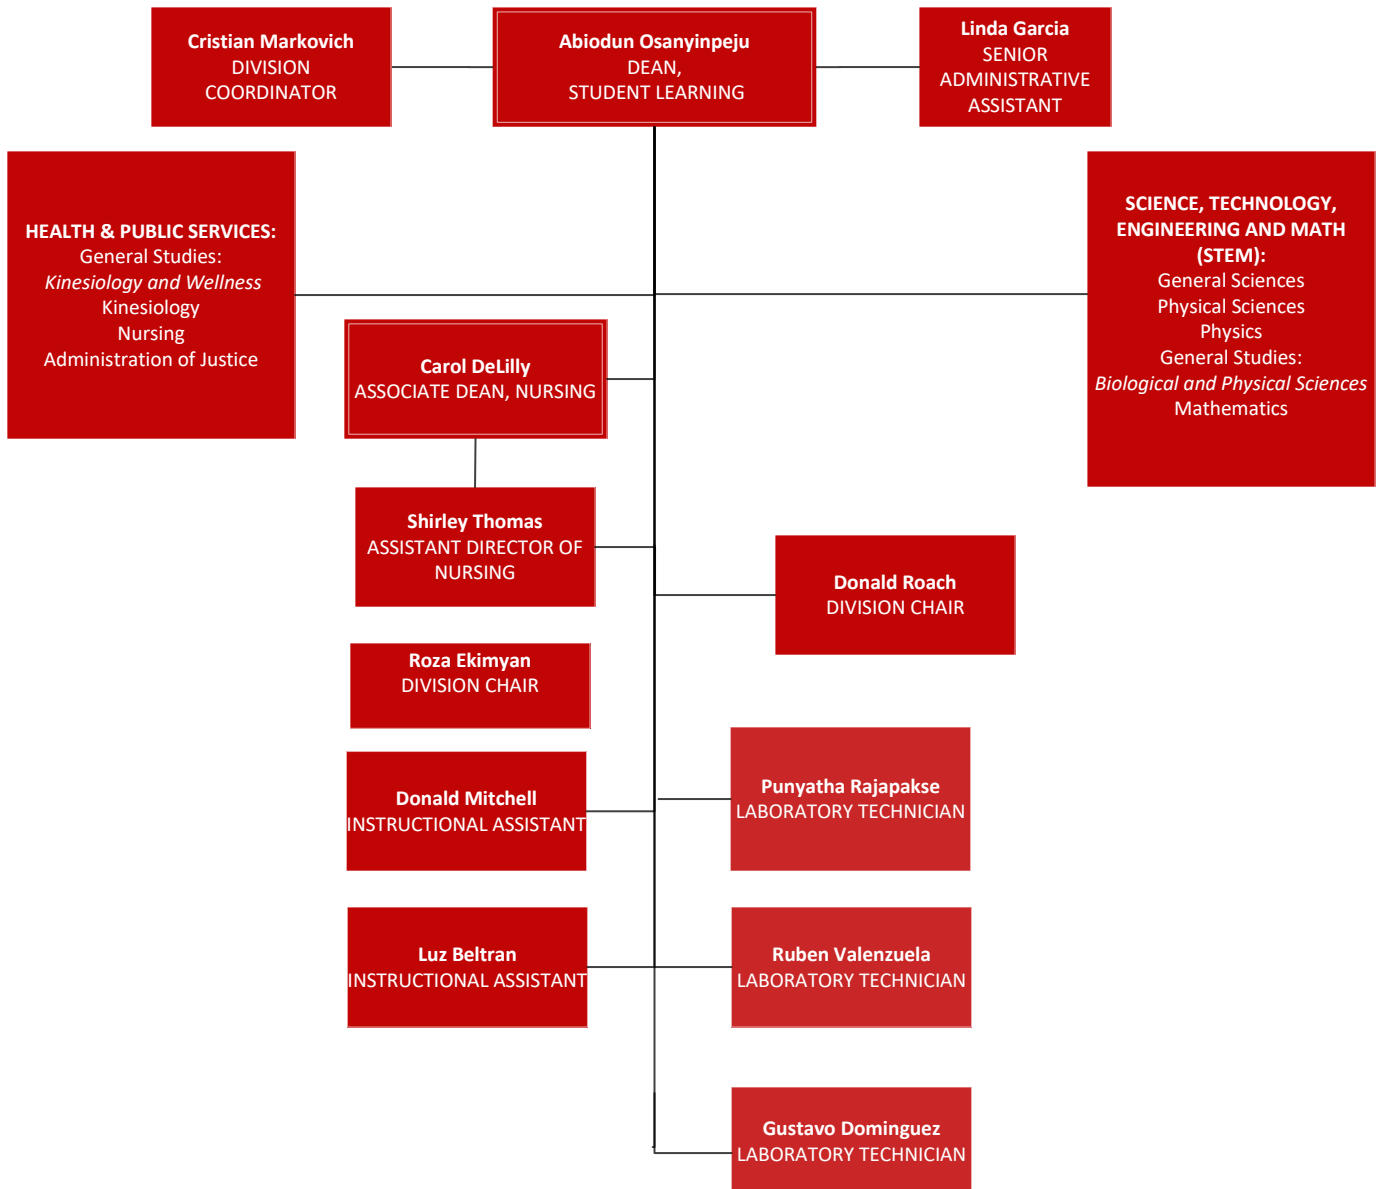 Cristian Markovich
DIVISION
COORDINATOR
Abiodun Osanyinpeju
DEAN,
STUDENT LEARNING
Linda Garcia
SENIOR
ADMINISTRATIVE
ASSISTANT
HEALTH & PUBLIC SERVICES:
General Studies:
Kinesiology and Wellness
Kinesiology
Nursing
Administration of Justice
SCIENCE, TECHNOLOGY,
ENGINEERING AND MATH
(STEM):
General Sciences
Physical Sciences
Physics
General Studies:
Biological and Physical Sciences
Mathematics
Carol DeLilly
ASSOCIATE DEAN, NURSING
Shirley Thomas
ASSISTANT DIRECTOR OF
NURSING
Donald Roach
DIVISION CHAIR
Roza Ekimyan
DIVISION CHAIR
Donald Mitchell
INSTRUCTIONAL ASSISTANT
Punyatha Rajapakse
LABORATORY TECHNICIAN
Luz Beltran
INSTRUCTIONAL ASSISTANT
Ruben Valenzuela
LABORATORY TECHNICIAN
Gustavo Dominguez
LABORATORY TECHNICIAN